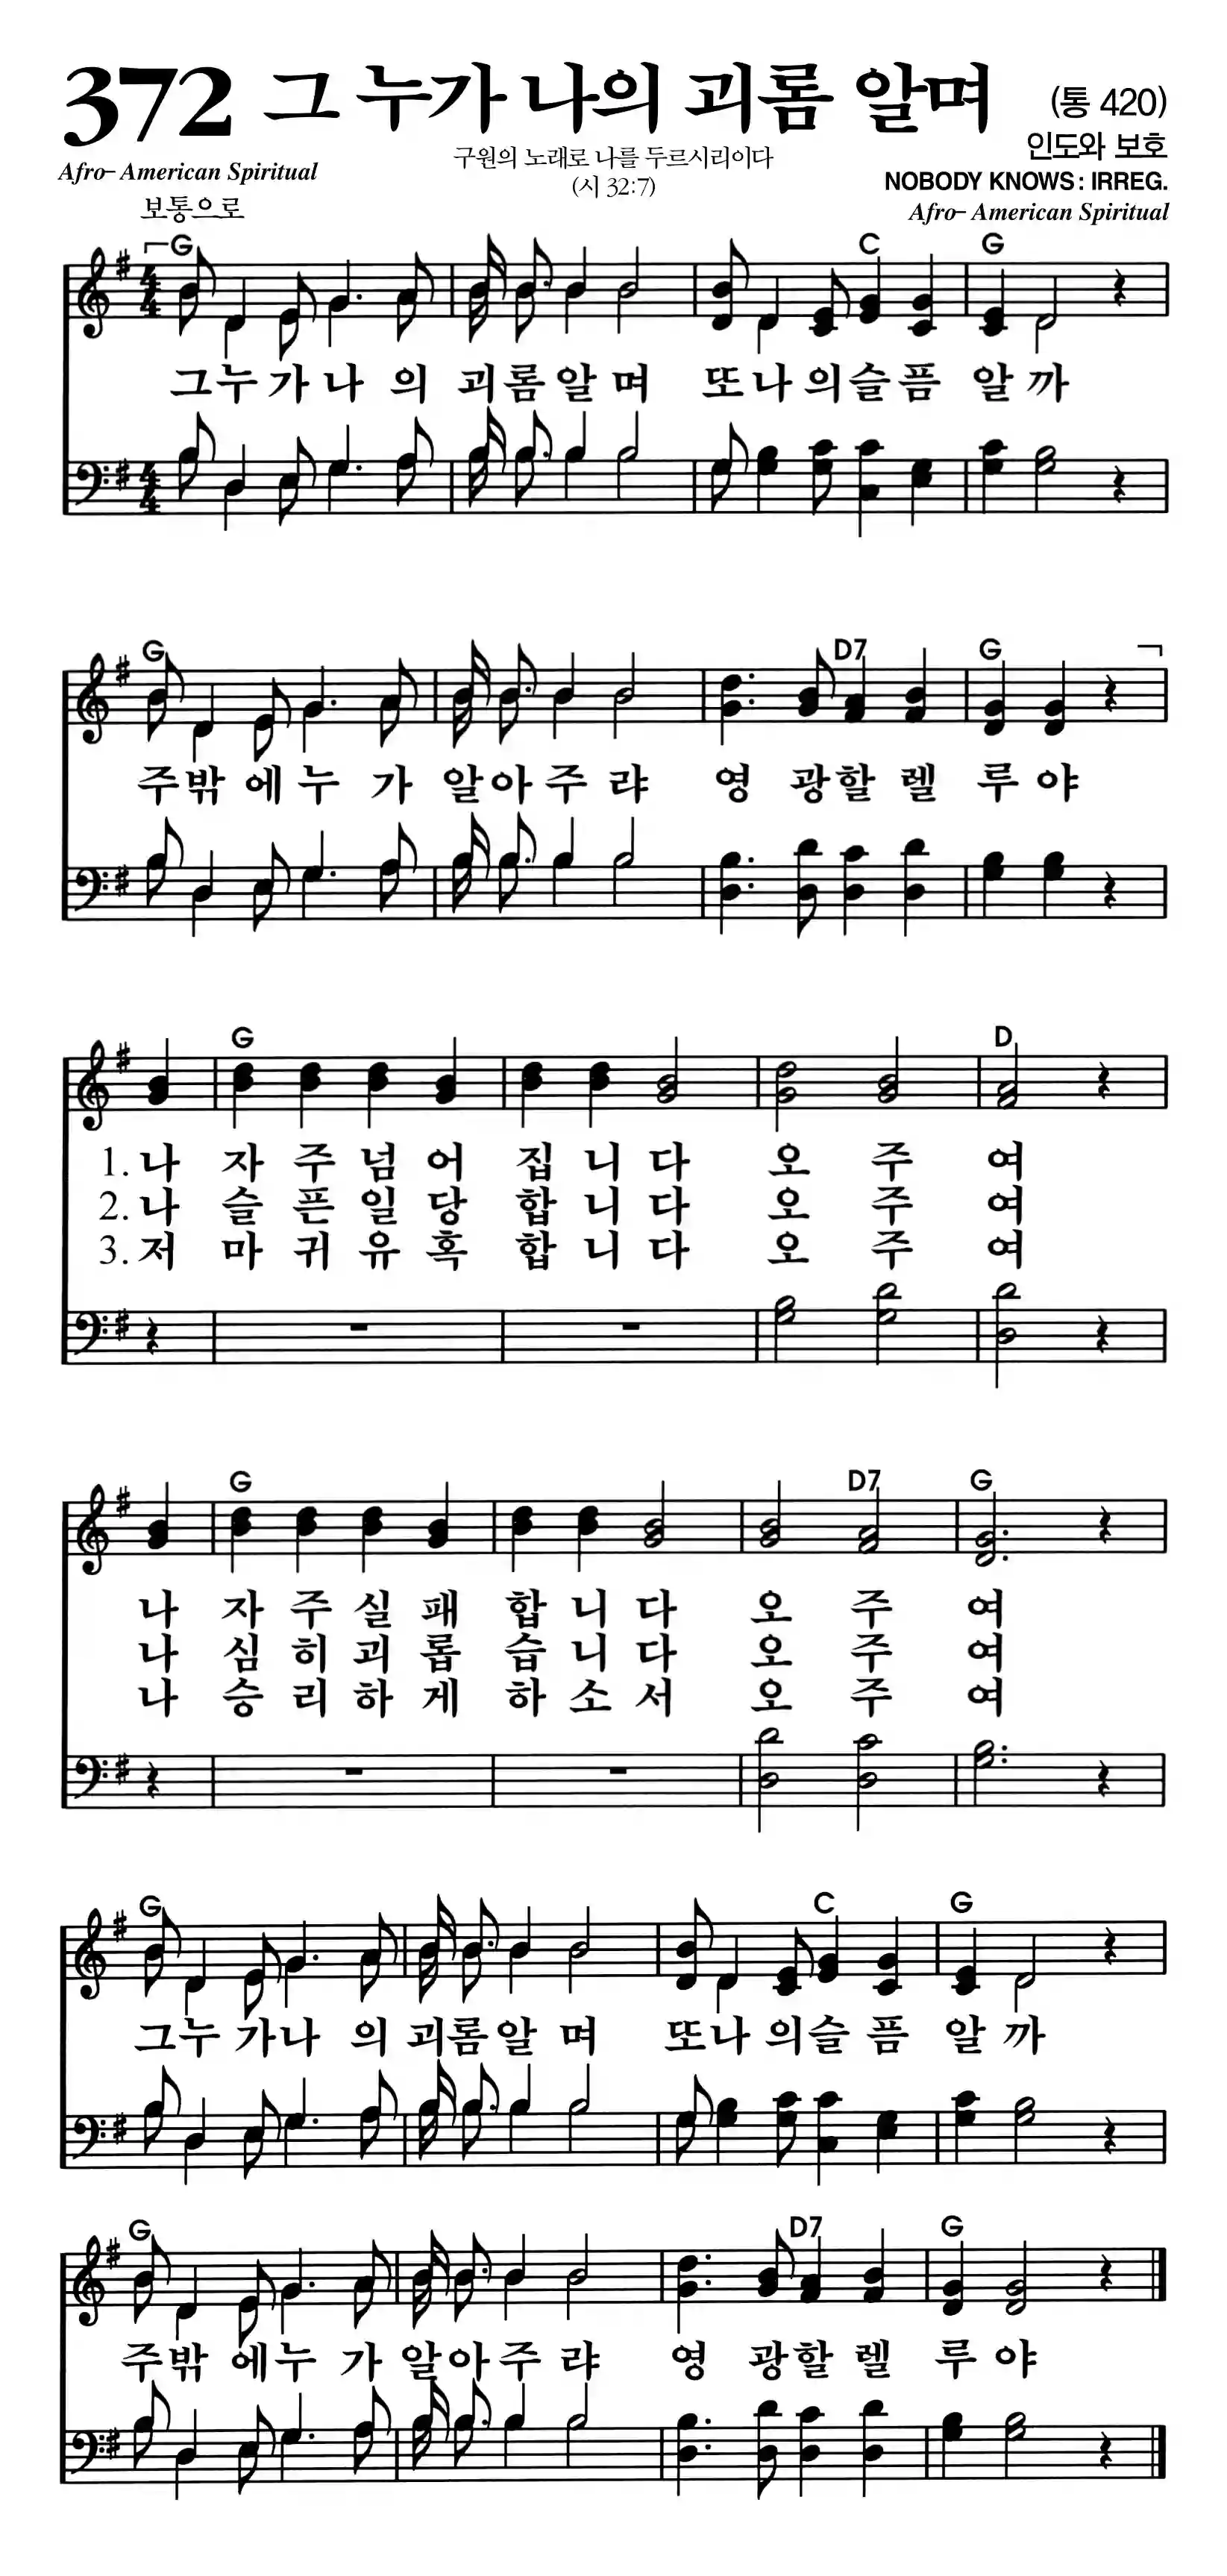 372 그 누가 나의 괴롬 알며 (통 420)
인도와 보호
구원의 노래로 나를 두르시리이다
(시 32:7)
Afro-American Spiritual
NOBODY KNOWS: IRREG.
Afro-American Spiritual
보통으로
G C G
그누 가 나 의 괴롬 알 며 또나 의슬 픔 알 까
G D7 G
주밖 에 누 가 알아 주 랴 영 광할 렐 루 야
G D
1. 나 자 주 넘 어 집 니 다 오 주 여
2. 나 슬 픈 일 당 합 니 다 오 주 여
3. 저 마 귀 유 혹 합 니 다 오 주 여
G D7 G
나 자 주 실 패 합 니 다 오 주 여
나 심 히 괴 롭 습 니 다 오 주 여
나 승 리 하 게 하 소 서 오 주 여
G C G
그누 가나 의 괴롬 알 며 또나 의슬 픔 알 까
G D7 G
주밖 에누 가 알아 주 랴 영 광할 렐 루 야